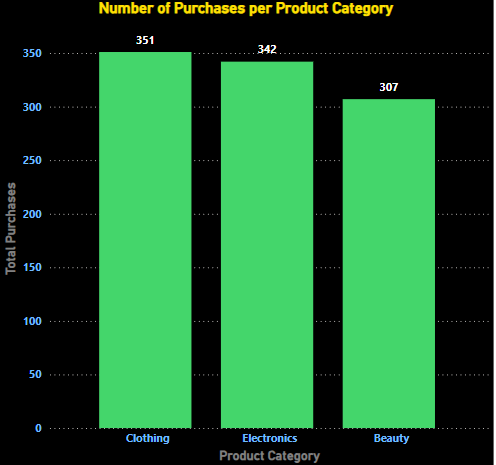 Number of Purchases per Product Category
Total Purchases
350
300
250
200
150
100
50
0
351
342
307
Clothing
Electronics
Beauty
Product Category